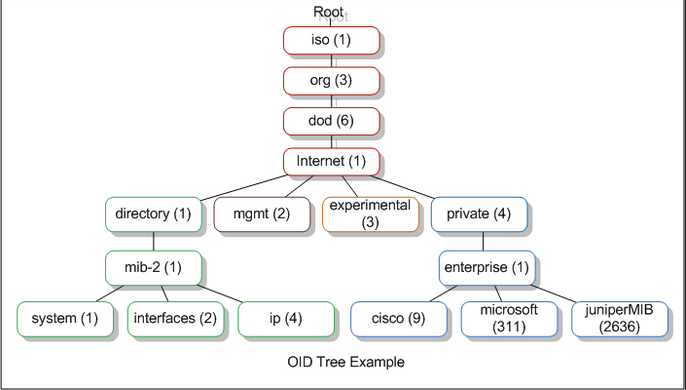 Root
iso (1)
org (3)
dod (6)
Internet (1)
directory (1)
mgmt (2)
experimental
(3)
private (4)
mib-2 (1)
enterprise (1)
system (1)
interfaces (2)
ip (4)
cisco (9)
microsoft
(311)
juniperMIB
(2636)
OID Tree Example